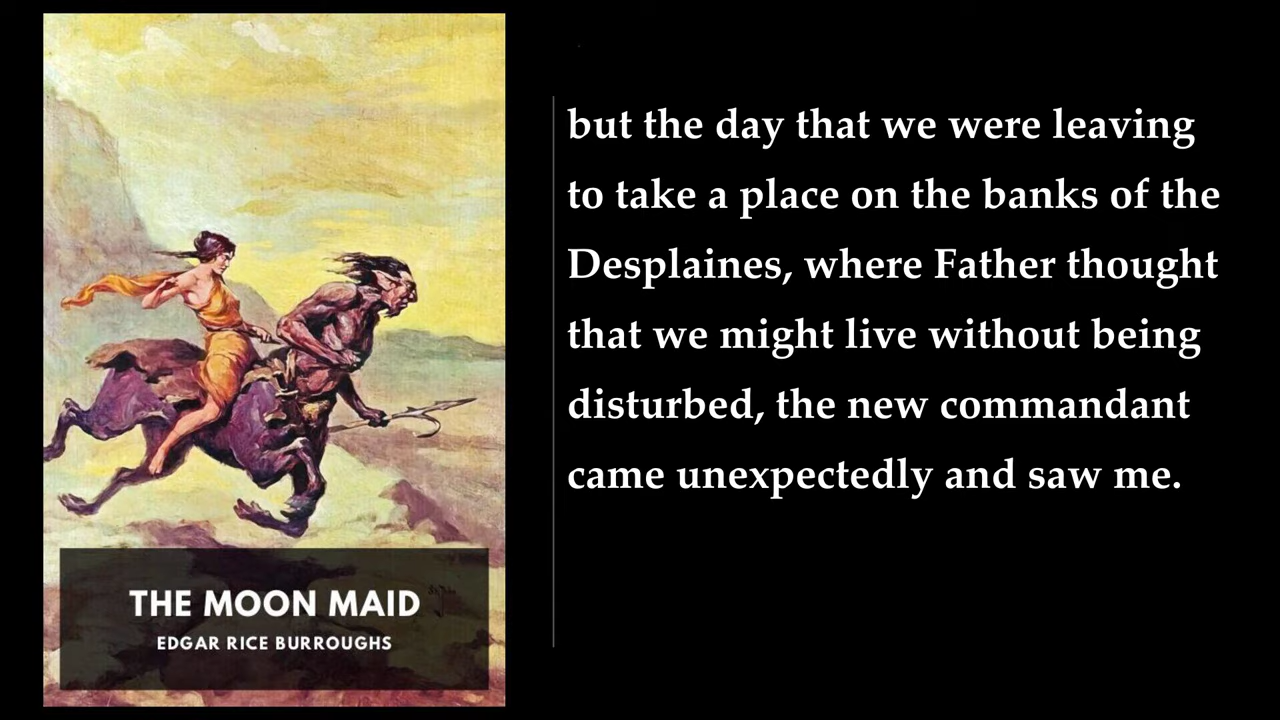 THE MOON MAID
EDGAR RICE BURROUGHS
but the day that we were leaving
to take a place on the banks of the
Desplaines, where Father thought
that we might live without being
disturbed, the new commandant
came unexpectedly and saw me.